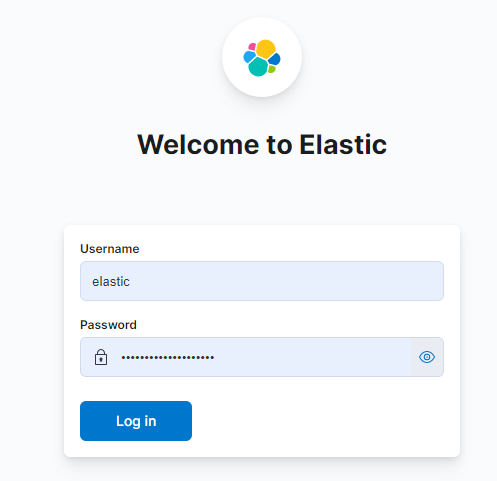 Welcome to Elastic
Username
elastic
Password
••••••••••••••••••••
Log in